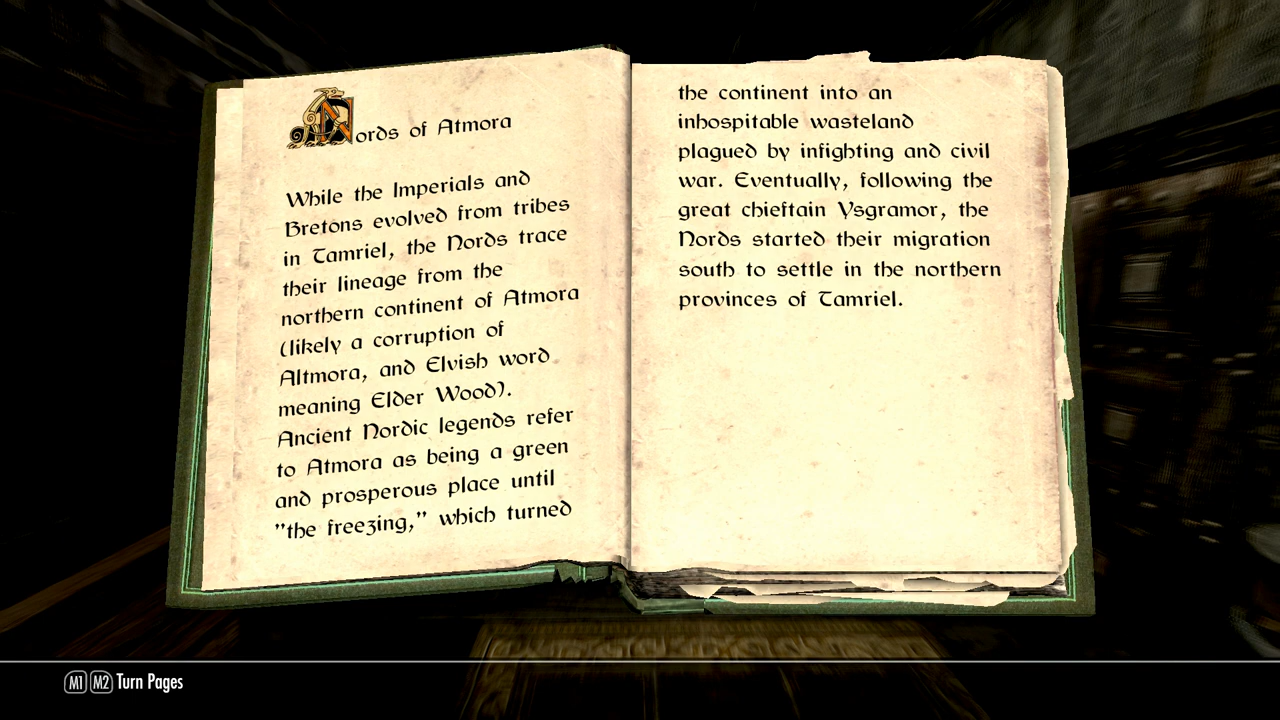 Nords of Atmora
While the Imperials and
Bretons evolved from tribes
in Tamriel, the Nords trace
their lineage from the
northern continent of Atmora
(likely a corruption of
Altmora, and Elvish word
meaning Elder Wood).
Ancient Nordic legends refer
to Atmora as being a green
and prosperous place until
"the freezing," which turned
the continent into an
inhospitable wasteland
plagued by infighting and civil
war. Eventually, following the
great chieftain Ysgramor, the
Nords started their migration
south to settle in the northern
provinces of Tamriel.
M1 M2 Turn Pages